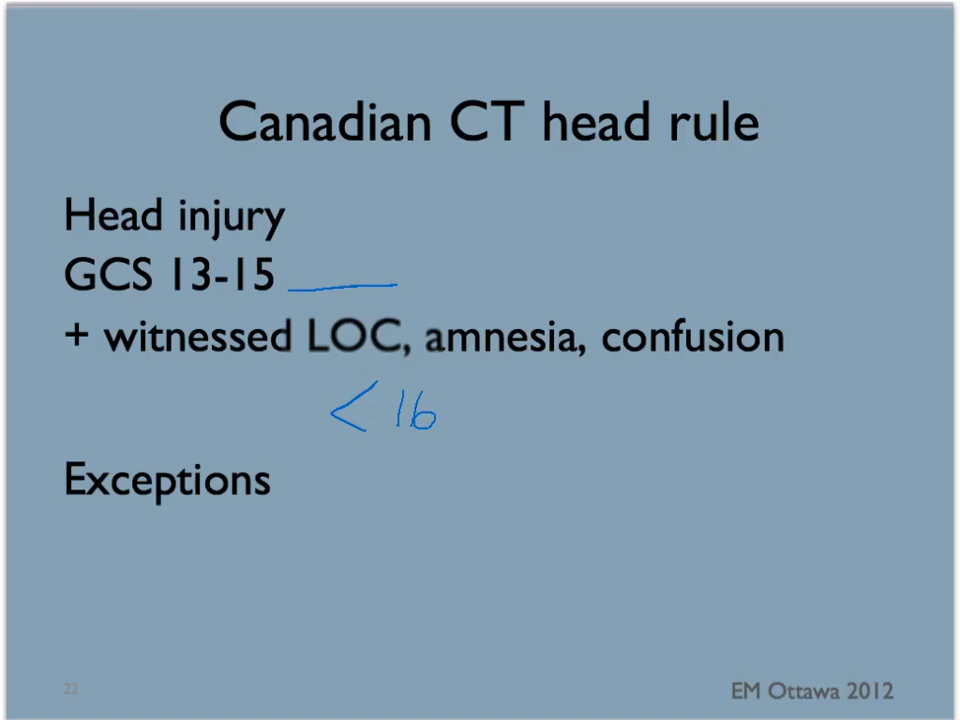 Canadian CT head rule
Head injury
GCS 13-15
+ witnessed LOC, amnesia, confusion
< 16
Exceptions
22
EM Ottawa 2012